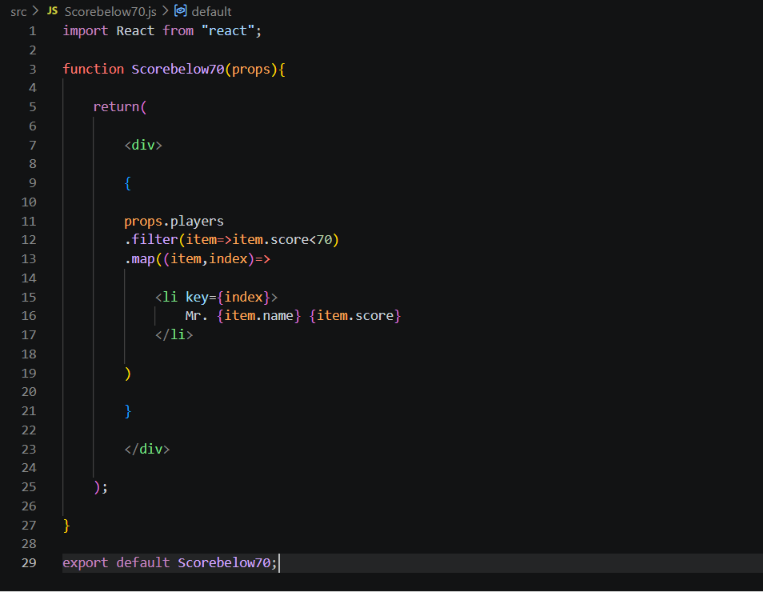 src > JS Scorebelow70.js > default
1 import React from "react";
2
3 function Scorebelow70(props){
4
5 return(
6
7 <div>
8
9 {
10
11 props.players
12 .filter(item=>item.score<70)
13 .map((item,index)=>
14
15 <li key={index}>
16 Mr. {item.name} {item.score}
17 </li>
18
19 )
20
21 }
22
23 </div>
24
25 );
26
27 }
28
29 export default Scorebelow70;